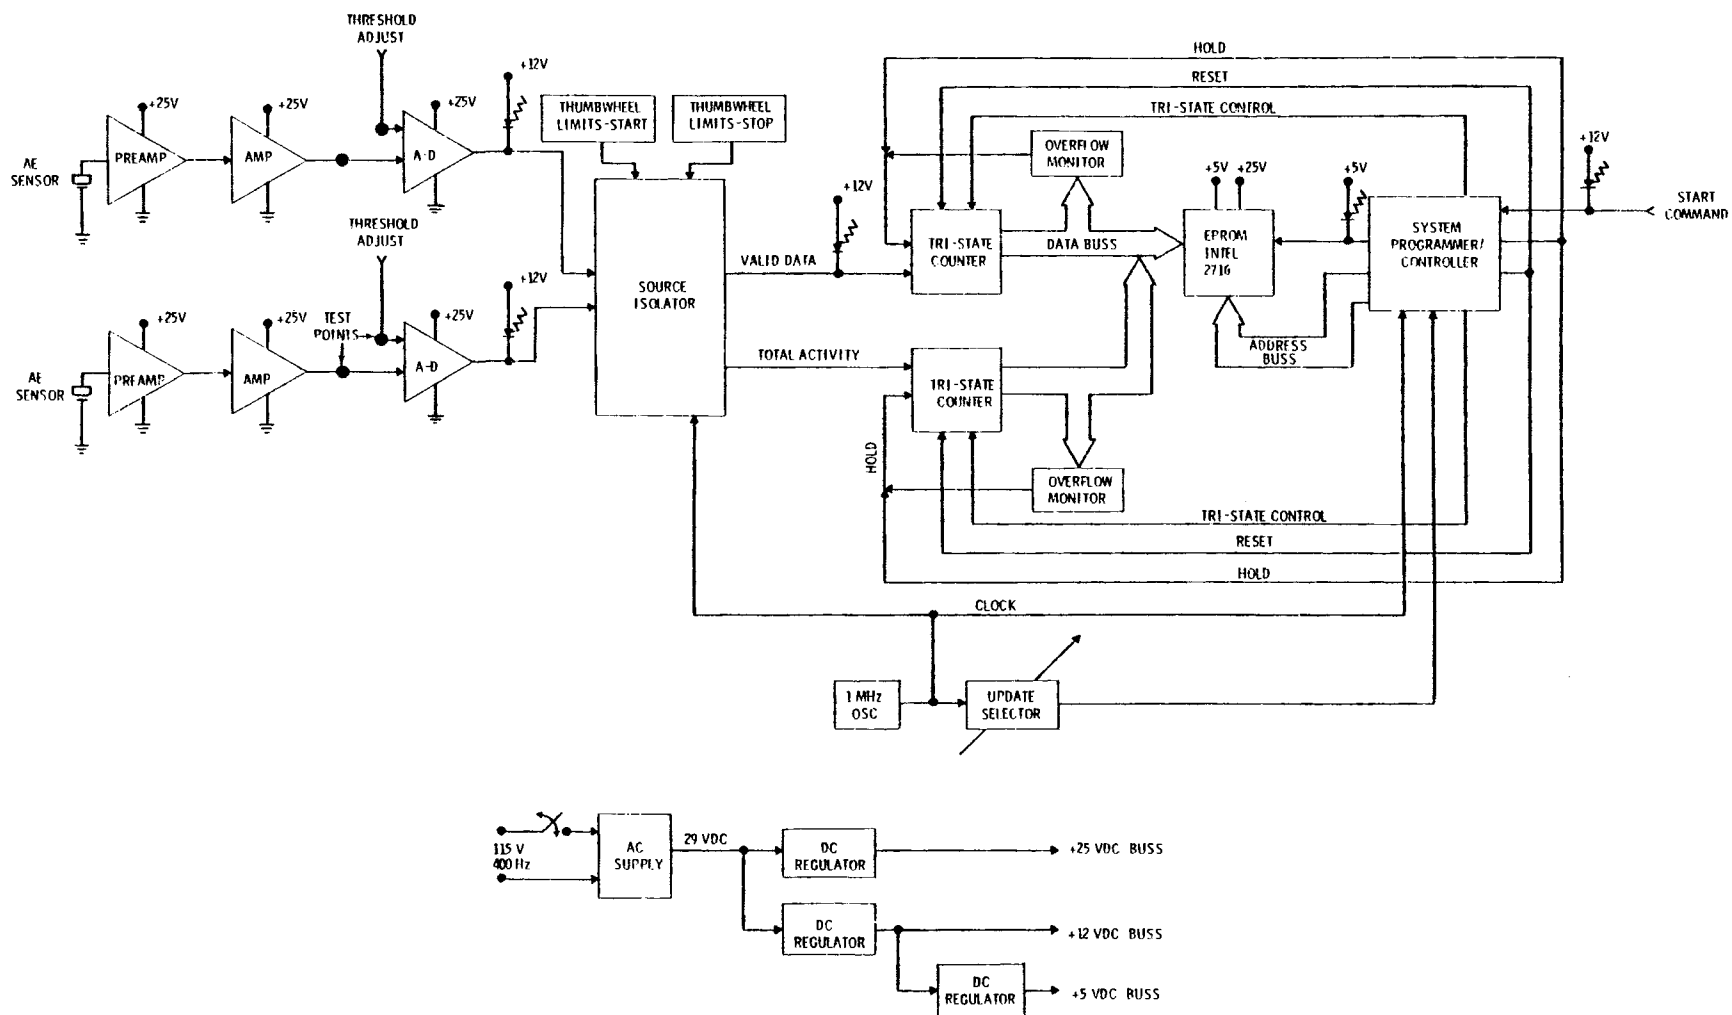 THRESHOLD
ADJUST
+12V
+25V
+25V
+25V
AE
SENSOR
PREAMP
AMP
A-D
THUMBWHEEL
LIMITS-START
THUMBWHEEL
LIMITS-STOP
THRESHOLD
ADJUST
+12V
+25V
+25V
+25V
TEST
POINTS
AE
SENSOR
PREAMP
AMP
A-D
SOURCE
ISOLATOR
VALID DATA
+12V
TOTAL ACTIVITY
HOLD
RESET
TRI-STATE CONTROL
OVERFLOW
MONITOR
TRI-STATE
COUNTER
DATA BUSS
+5V
+25V
EPROM
INTEL
2716
+5V
SYSTEM
PROGRAMMER/
CONTROLLER
+12V
START
COMMAND
ADDRESS
BUSS
TRI-STATE
COUNTER
HOLD
OVERFLOW
MONITOR
TRI-STATE CONTROL
RESET
HOLD
CLOCK
1 MHz
OSC
UPDATE
SELECTOR
115 V
400 Hz
AC
SUPPLY
29 VDC
DC
REGULATOR
+25 VDC BUSS
DC
REGULATOR
+12 VDC BUSS
DC
REGULATOR
+5 VDC BUSS